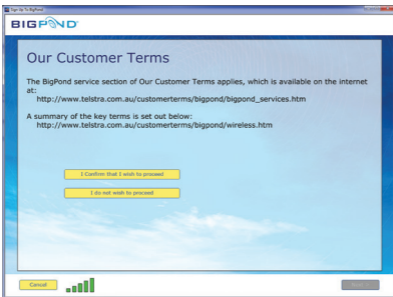 Sign Up To BigPond
BIGPOND
Our Customer Terms
The BigPond service section of Our Customer Terms applies, which is available on the internet
at:
http://www.telstra.com.au/customerterms/bigpond/bigpond_services.htm
A summary of the key terms is set out below:
http://www.telstra.com.au/customerterms/bigpond/wireless.htm
I Confirm that I wish to proceed
I do not wish to proceed
Cancel